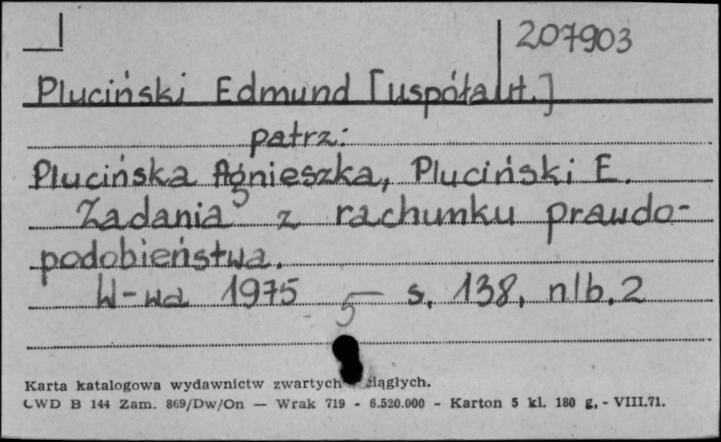 207903
Pluciński Edmund [współaut.]
patrz:
Plucińska Agnieszka, Pluciński E.
Zadania z rachunku prawdo-
podobieństwa.
W-wa 1975 s. 138, nlb. 2
5
Karta katalogowa wydawnictw zwartych ciągłych.
CWD B 144 Zam. 869/Dw/On — Wrak 719 - 6.520.000 - Karton 5 kl. 180 g. - VIII.71.